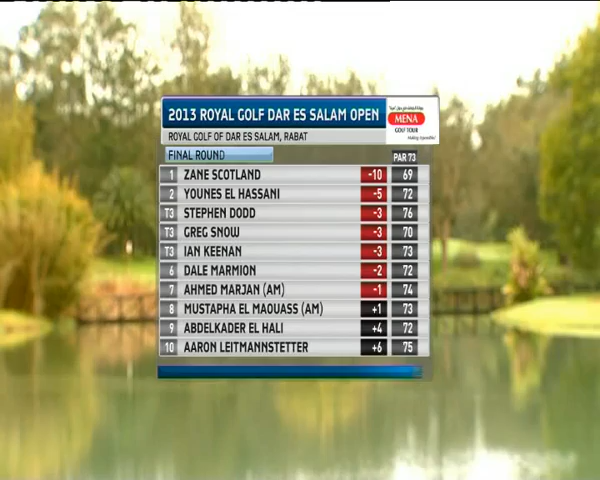 2013 ROYAL GOLF DAR ES SALAM OPEN
ROYAL GOLF OF DAR ES SALAM, RABAT
MENA
GOLF TOUR
FINAL ROUND PAR 73
1 ZANE SCOTLAND -10 69
2 YOUNES EL HASSANI -5 72
T3 STEPHEN DODD -3 76
T3 GREG SNOW -3 70
T3 IAN KEENAN -3 73
6 DALE MARMION -2 72
7 AHMED MARJAN (AM) -1 74
8 MUSTAPHA EL MAOUASS (AM) +1 73
9 ABDELKADER EL HALI +4 72
10 AARON LEITMANNSTETTER +6 75